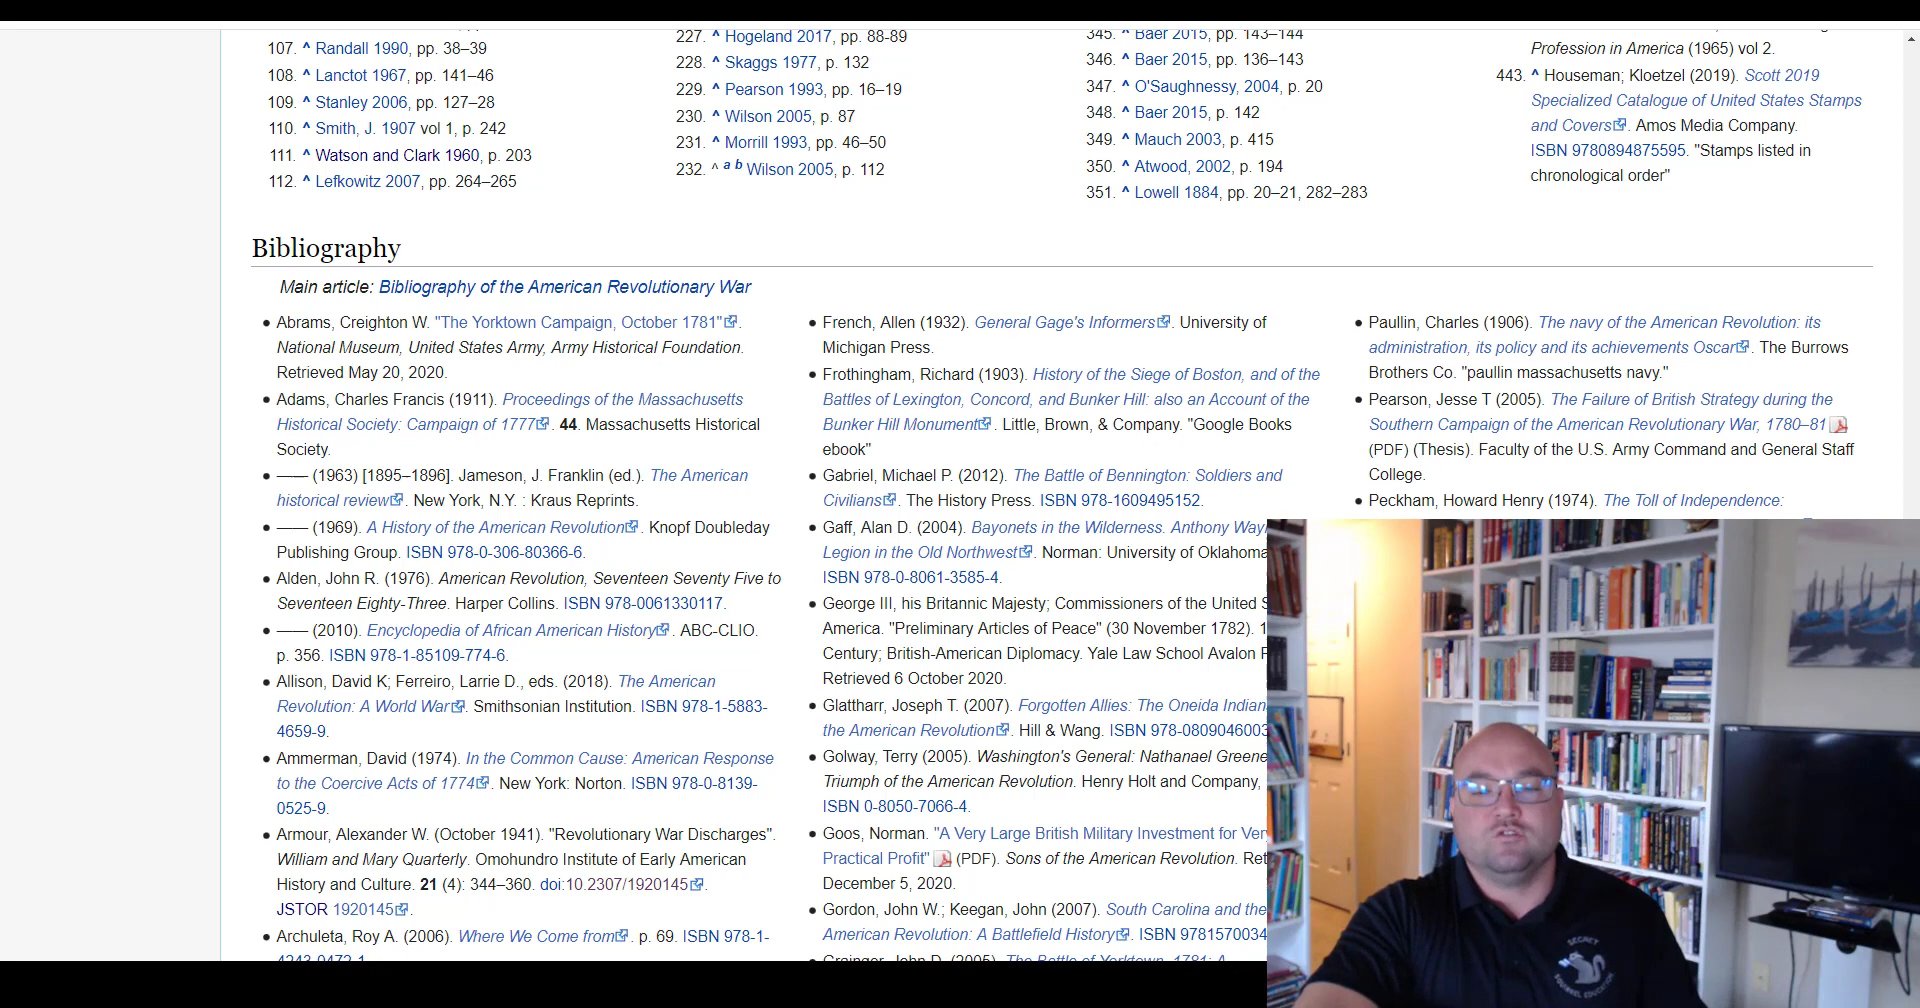 107. ^ Randall 1990, pp. 38–39
108. ^ Lanctot 1967, pp. 141–46
109. ^ Stanley 2006, pp. 127–28
110. ^ Smith, J. 1907 vol 1, p. 242
111. ^ Watson and Clark 1960, p. 203
112. ^ Lefkowitz 2007, pp. 264–265
227. ^ Hogeland 2017, pp. 88-89
228. ^ Skaggs 1977, p. 132
229. ^ Pearson 1993, pp. 16–19
230. ^ Wilson 2005, p. 87
231. ^ Morrill 1993, pp. 46–50
232. ^ a b Wilson 2005, p. 112
345. ^ Baer 2015, pp. 143–144
346. ^ Baer 2015, pp. 136–143
347. ^ O'Saughnessy, 2004, p. 20
348. ^ Baer 2015, p. 142
349. ^ Mauch 2003, p. 415
350. ^ Atwood, 2002, p. 194
351. ^ Lowell 1884, pp. 20–21, 282–283
Profession in America (1965) vol 2.
443. ^ Houseman; Kloetzel (2019). Scott 2019
Specialized Catalogue of United States Stamps
and Covers. Amos Media Company.
ISBN 9780894875595. "Stamps listed in
chronological order"
Bibliography
Main article: Bibliography of the American Revolutionary War
• Abrams, Creighton W. "The Yorktown Campaign, October 1781".
National Museum, United States Army, Army Historical Foundation.
Retrieved May 20, 2020.
• Adams, Charles Francis (1911). Proceedings of the Massachusetts
Historical Society: Campaign of 1777. 44. Massachusetts Historical
Society.
• —— (1963) [1895–1896]. Jameson, J. Franklin (ed.). The American
historical review. New York, N.Y. : Kraus Reprints.
• —— (1969). A History of the American Revolution. Knopf Doubleday
Publishing Group. ISBN 978-0-306-80366-6.
• Alden, John R. (1976). American Revolution, Seventeen Seventy Five to
Seventeen Eighty-Three. Harper Collins. ISBN 978-0061330117.
• —— (2010). Encyclopedia of African American History. ABC-CLIO.
p. 356. ISBN 978-1-85109-774-6.
• Allison, David K; Ferreiro, Larrie D., eds. (2018). The American
Revolution: A World War. Smithsonian Institution. ISBN 978-1-5883-
4659-9.
• Ammerman, David (1974). In the Common Cause: American Response
to the Coercive Acts of 1774. New York: Norton. ISBN 978-0-8139-
0525-9.
• Armour, Alexander W. (October 1941). "Revolutionary War Discharges".
William and Mary Quarterly. Omohundro Institute of Early American
History and Culture. 21 (4): 344–360. doi:10.2307/1920145.
JSTOR 1920145.
• Archuleta, Roy A. (2006). Where We Come from. p. 69. ISBN 978-1-
4243-0472-1
• French, Allen (1932). General Gage's Informers. University of
Michigan Press.
• Frothingham, Richard (1903). History of the Siege of Boston, and of the
Battles of Lexington, Concord, and Bunker Hill: also an Account of the
Bunker Hill Monument. Little, Brown, & Company. "Google Books
ebook"
• Gabriel, Michael P. (2012). The Battle of Bennington: Soldiers and
Civilians. The History Press. ISBN 978-1609495152.
• Gaff, Alan D. (2004). Bayonets in the Wilderness. Anthony Way
Legion in the Old Northwest. Norman: University of Oklahoma
ISBN 978-0-8061-3585-4.
• George III, his Britannic Majesty; Commissioners of the United S
America. "Preliminary Articles of Peace" (30 November 1782). 1
Century; British-American Diplomacy. Yale Law School Avalon P
Retrieved 6 October 2020.
• Glattharr, Joseph T. (2007). Forgotten Allies: The Oneida Indian
the American Revolution. Hill & Wang. ISBN 978-0809046003
• Golway, Terry (2005). Washington's General: Nathanael Greene
Triumph of the American Revolution. Henry Holt and Company,
ISBN 0-8050-7066-4.
• Goos, Norman. "A Very Large British Military Investment for Ver
Practical Profit" (PDF). Sons of the American Revolution. Ret
December 5, 2020.
• Gordon, John W.; Keegan, John (2007). South Carolina and the
American Revolution: A Battlefield History. ISBN 9781570034
Grainger, John D. (2005). The Battle of Yorktown, 1781: A
• Paullin, Charles (1906). The navy of the American Revolution: its
administration, its policy and its achievements Oscar. The Burrows
Brothers Co. "paullin massachusetts navy."
• Pearson, Jesse T (2005). The Failure of British Strategy during the
Southern Campaign of the American Revolutionary War, 1780–81
(PDF) (Thesis). Faculty of the U.S. Army Command and General Staff
College.
• Peckham, Howard Henry (1974). The Toll of Independence:
SECRET
SQUIRREL EDUCATION